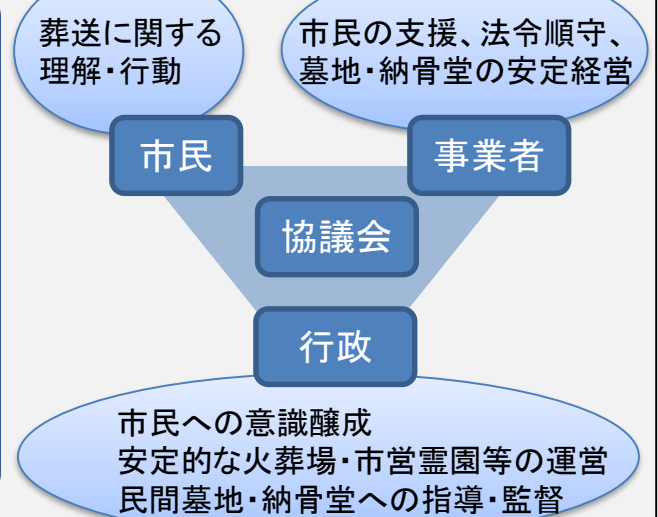 葬送に関する
理解・行動
市民の支援、法令順守、
墓地・納骨堂の安定経営
市民
事業者
協議会
行政
市民への意識醸成
安定的な火葬場・市営霊園等の運営
民間墓地・納骨堂への指導・監督